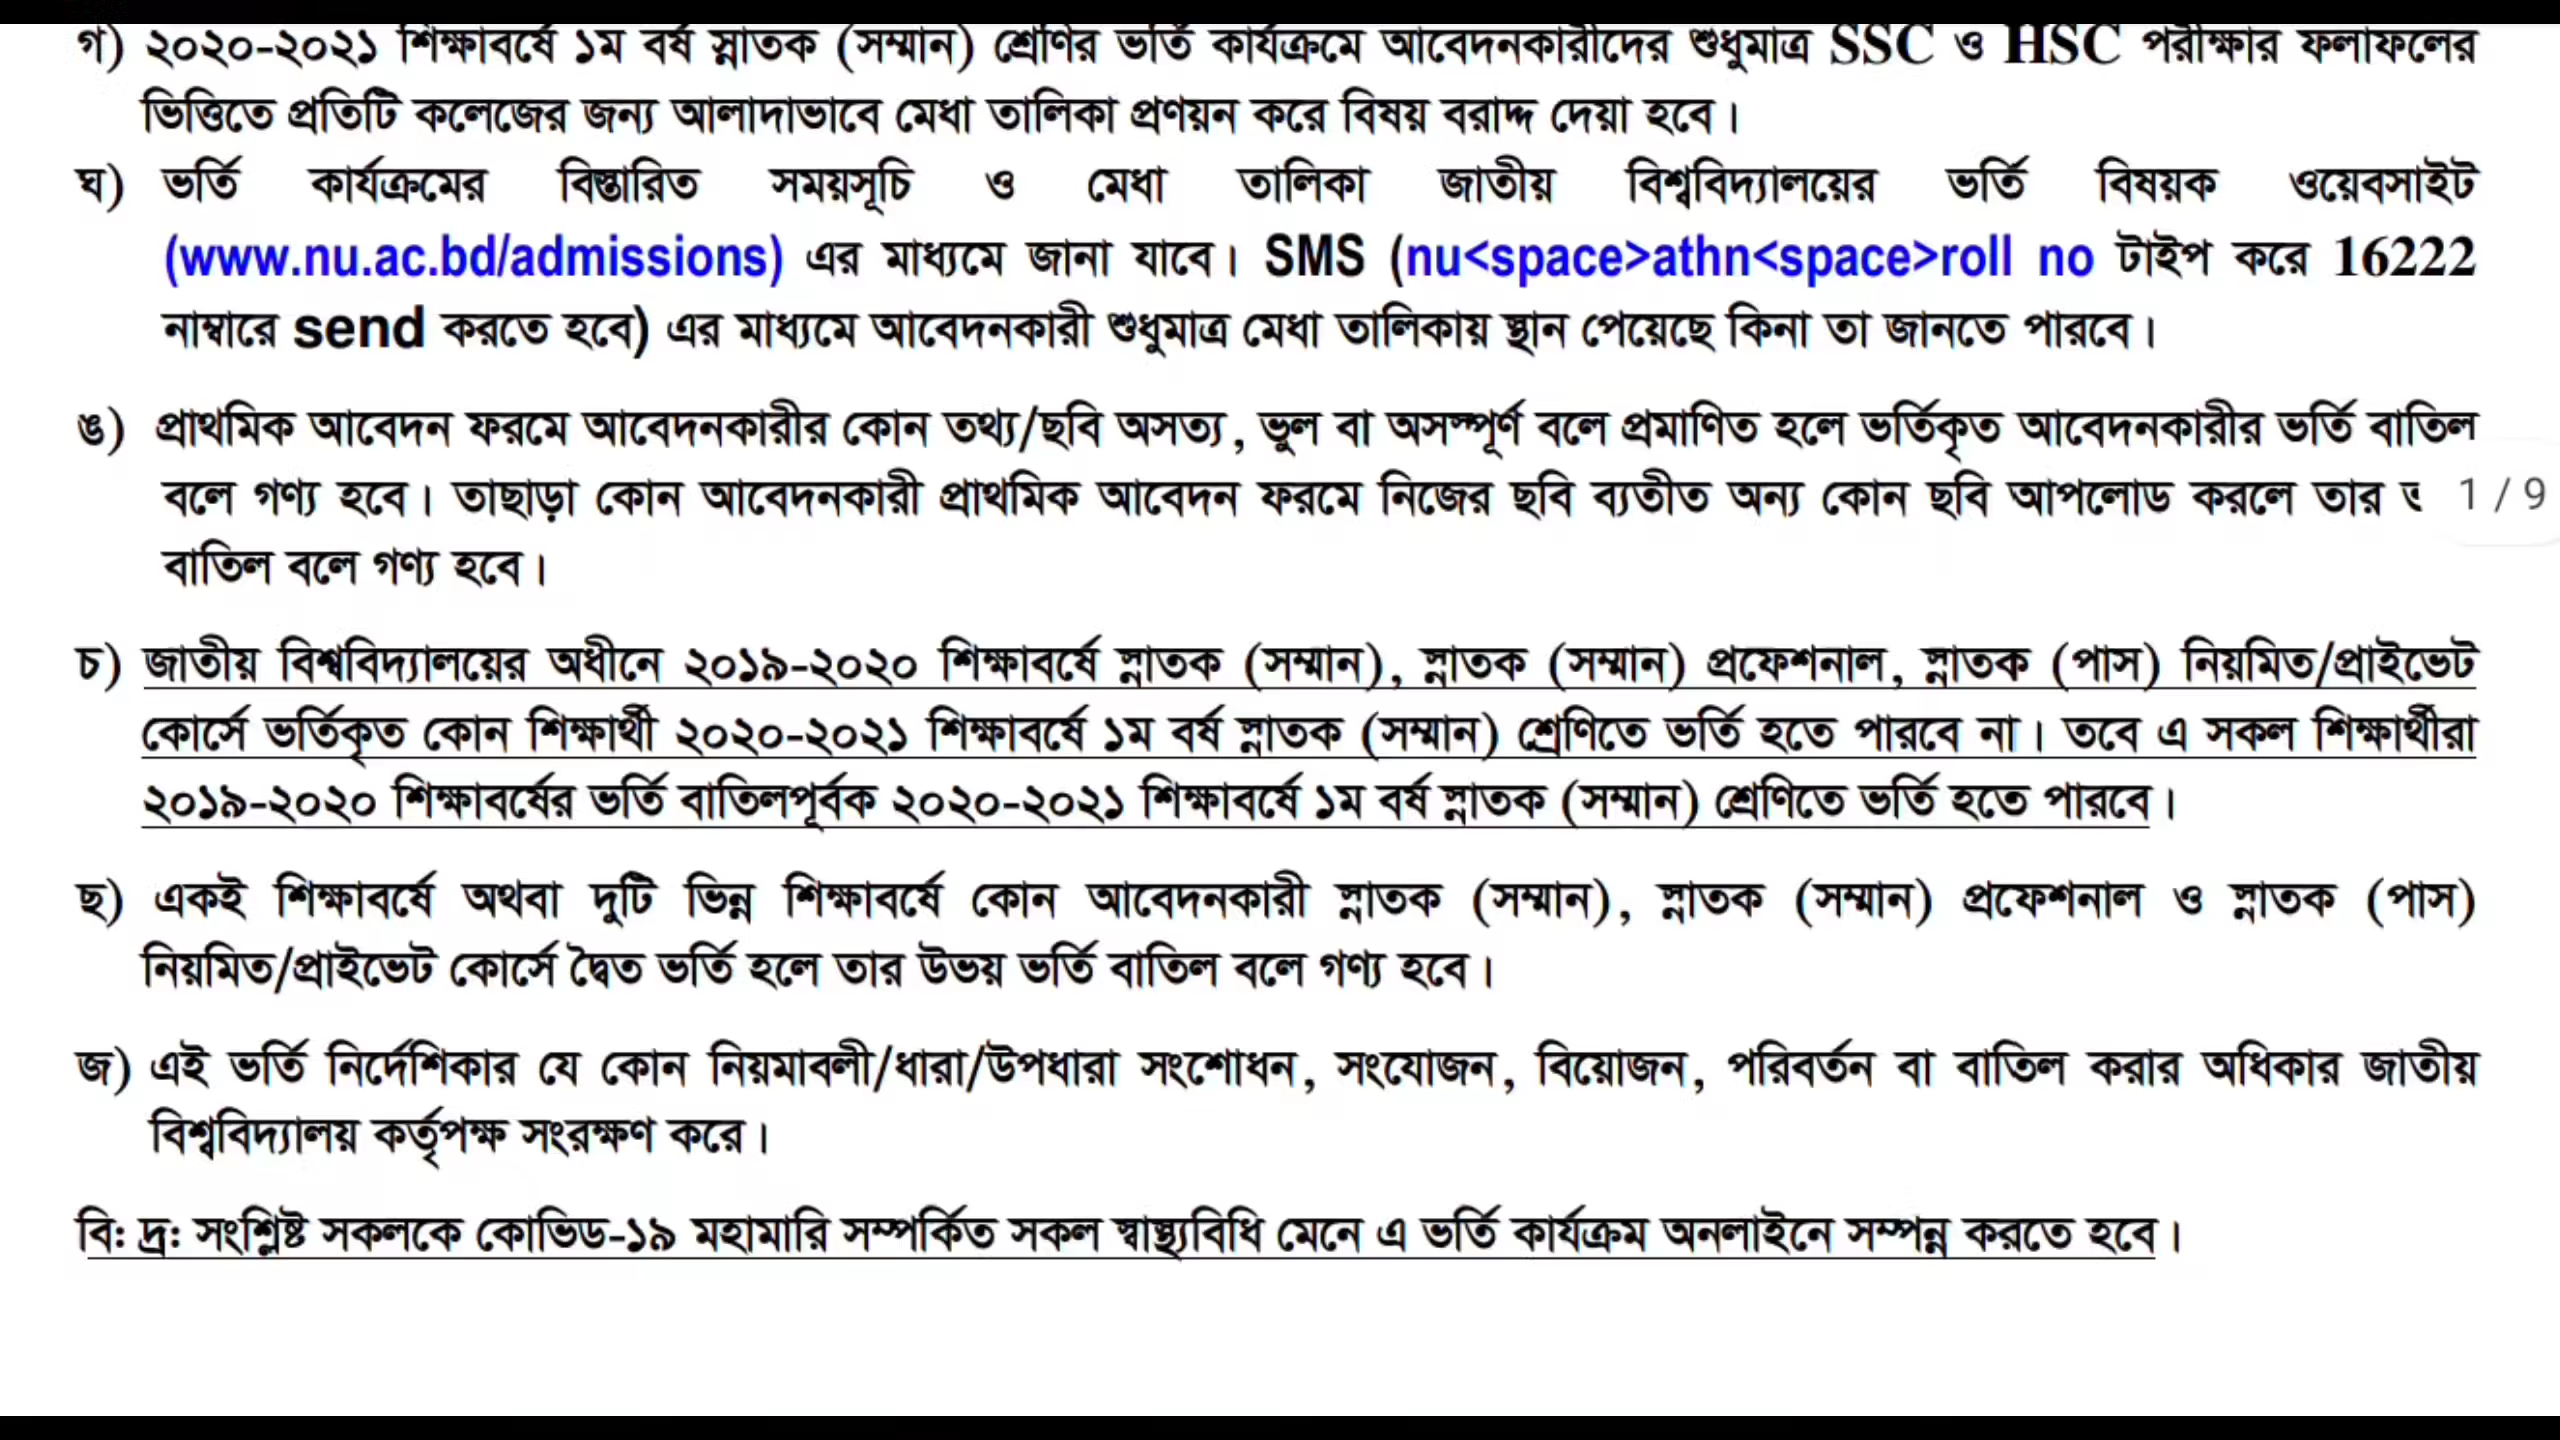 গ) ২০২০-২০২১ শিক্ষাবর্ষে ১ম বর্ষ স্নাতক (সম্মান) শ্রেণির ভর্তি কার্যক্রমে আবেদনকারীদের শুধুমাত্র SSC ও HSC পরীক্ষার ফলাফলের
ভিত্তিতে প্রতিটি কলেজের জন্য আলাদাভাবে মেধা তালিকা প্রণয়ন করে বিষয় বরাদ্দ দেয়া হবে।
ঘ) ভর্তি কার্যক্রমের বিস্তারিত সময়সূচি ও মেধা তালিকা জাতীয় বিশ্ববিদ্যালয়ের ভর্তি বিষয়ক ওয়েবসাইট
(www.nu.ac.bd/admissions) এর মাধ্যমে জানা যাবে। SMS (nu<space>athn<space>roll no টাইপ করে 16222
নাম্বারে send করতে হবে) এর মাধ্যমে আবেদনকারী শুধুমাত্র মেধা তালিকায় স্থান পেয়েছে কিনা তা জানতে পারবে।
ঙ) প্রাথমিক আবেদন ফরমে আবেদনকারীর কোন তথ্য/ছবি অসত্য, ভুল বা অসম্পূর্ণ বলে প্রমাণিত হলে ভর্তিকৃত আবেদনকারীর ভর্তি বাতিল
বলে গণ্য হবে। তাছাড়া কোন আবেদনকারী প্রাথমিক আবেদন ফরমে নিজের ছবি ব্যতীত অন্য কোন ছবি আপলোড করলে তার 1 / 9
বাতিল বলে গণ্য হবে।
চ) জাতীয় বিশ্ববিদ্যালয়ের অধীনে ২০১৯-২০২০ শিক্ষাবর্ষে স্নাতক (সম্মান), স্নাতক (সম্মান) প্রফেশনাল, স্নাতক (পাস) নিয়মিত/প্রাইভেট
কোর্সে ভর্তিকৃত কোন শিক্ষার্থী ২০২০-২০২১ শিক্ষাবর্ষে ১ম বর্ষ স্নাতক (সম্মান) শ্রেণিতে ভর্তি হতে পারবে না। তবে এ সকল শিক্ষার্থীরা
২০১৯-২০২০ শিক্ষাবর্ষের ভর্তি বাতিলপূর্বক ২০২০-২০২১ শিক্ষাবর্ষে ১ম বর্ষ স্নাতক (সম্মান) শ্রেণিতে ভর্তি হতে পারবে।
ছ) একই শিক্ষাবর্ষে অথবা দুটি ভিন্ন শিক্ষাবর্ষে কোন আবেদনকারী স্নাতক (সম্মান), স্নাতক (সম্মান) প্রফেশনাল ও স্নাতক (পাস)
নিয়মিত/প্রাইভেট কোর্সে দ্বৈত ভর্তি হলে তার উভয় ভর্তি বাতিল বলে গণ্য হবে।
জ) এই ভর্তি নির্দেশিকার যে কোন নিয়মাবলী/ধারা/উপধারা সংশোধন, সংযোজন, বিয়োজন, পরিবর্তন বা বাতিল করার অধিকার জাতীয়
বিশ্ববিদ্যালয় কর্তৃপক্ষ সংরক্ষণ করে।
বি: দ্র: সংশ্লিষ্ট সকলকে কোভিড-১৯ মহামারি সম্পর্কিত সকল স্বাস্থ্যবিধি মেনে এ ভর্তি কার্যক্রম অনলাইনে সম্পন্ন করতে হবে।